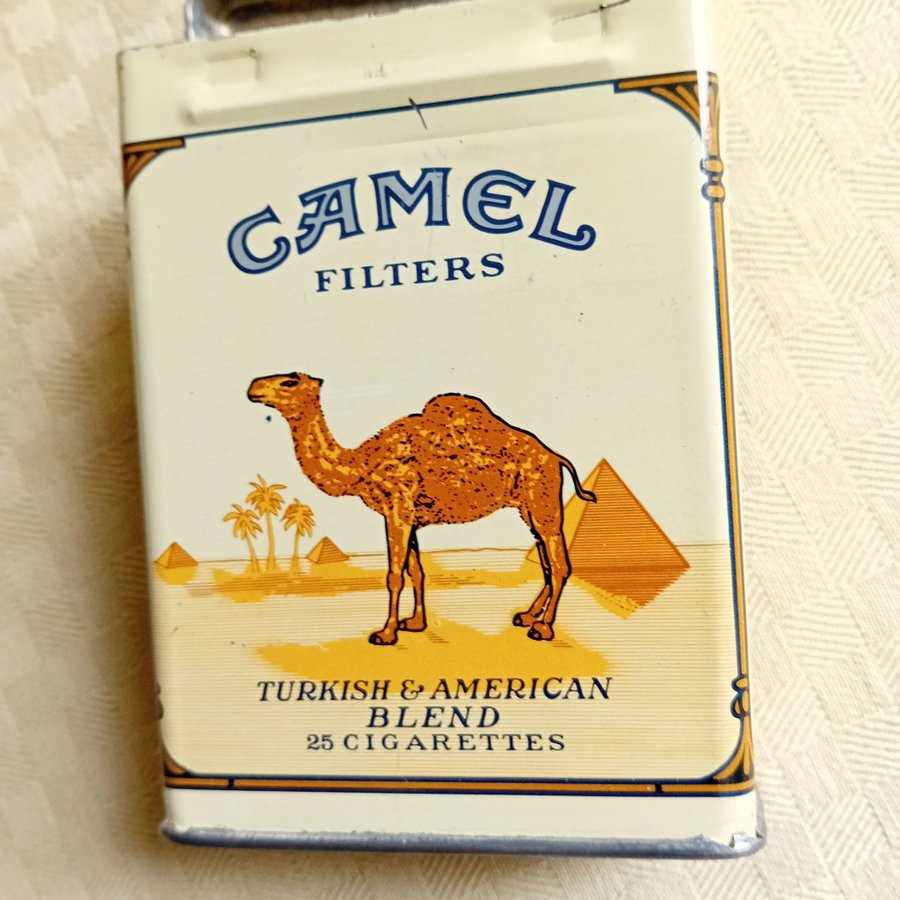 CAMEL
FILTERS
TURKISH & AMERICAN
BLEND
25 CIGARETTES